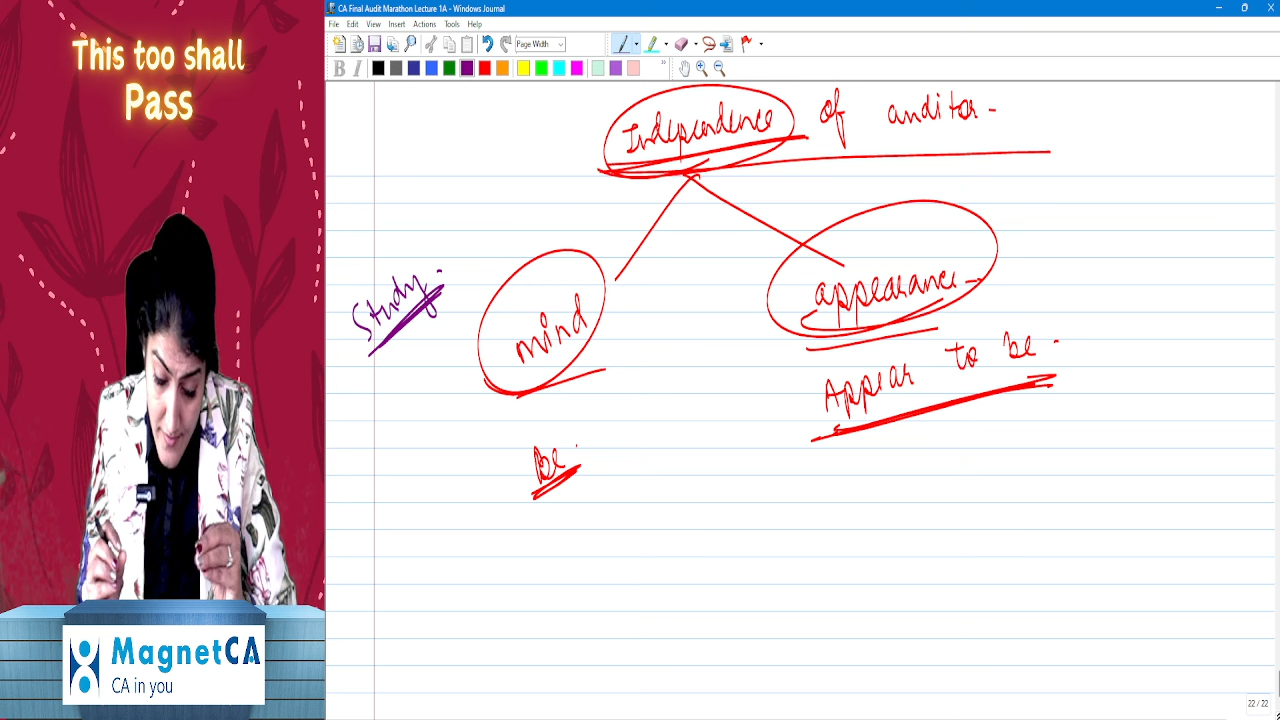 This too shall
Pass
CA Final Audit Marathon Lecture 1A - Windows Journal
File Edit View Insert Actions Tools Help
Page Width
B I
Independence of auditor.
Study.
mind
appearance
Appear to be.
Be.
MagnetCA
CA in you
22 / 22